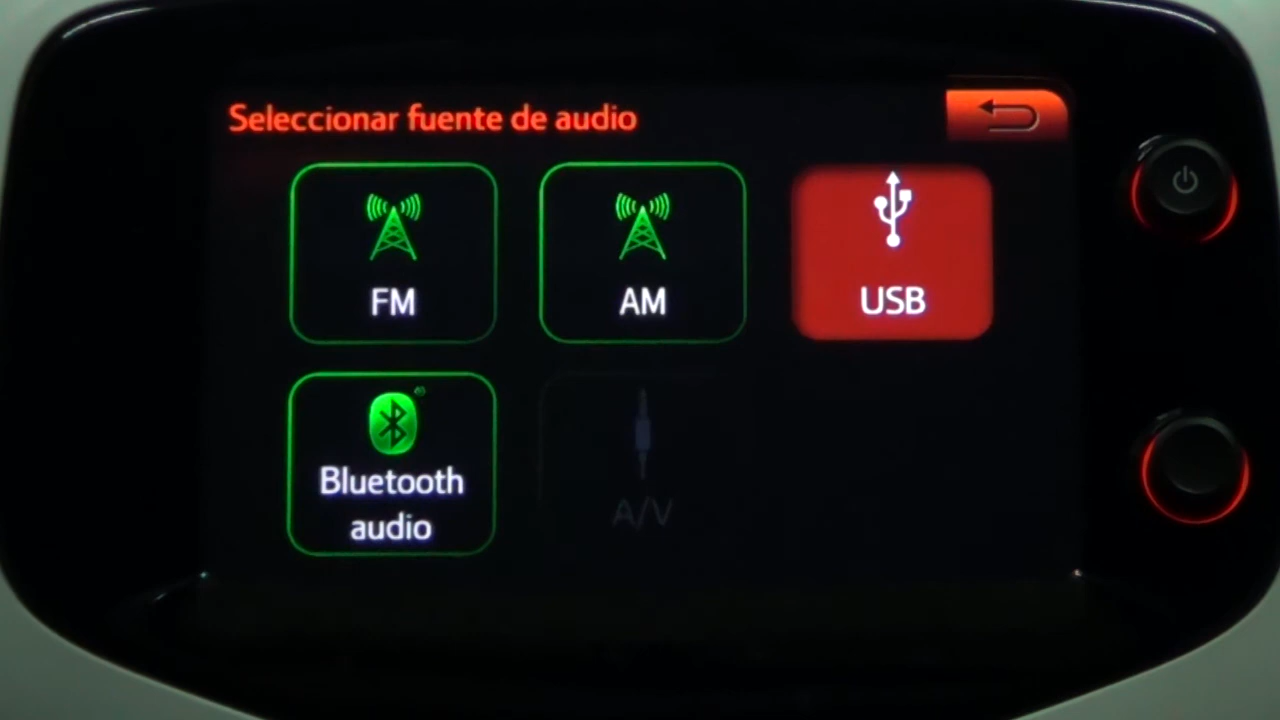 Seleccionar fuente de audio
FM
AM
USB
Bluetooth
audio
A/V